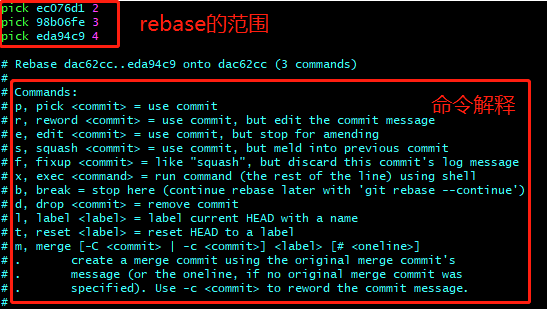 pick ec076d1 2
pick 98b06fe 3
pick eda94c9 4
rebase的范围
# Rebase dac62cc..eda94c9 onto dac62cc (3 commands)
#
# Commands:
命令解释
# p, pick <commit> = use commit
# r, reword <commit> = use commit, but edit the commit message
# e, edit <commit> = use commit, but stop for amending
# s, squash <commit> = use commit, but meld into previous commit
# f, fixup <commit> = like "squash", but discard this commit's log message
# x, exec <command> = run command (the rest of the line) using shell
# b, break = stop here (continue rebase later with 'git rebase --continue')
# d, drop <commit> = remove commit
# l, label <label> = label current HEAD with a name
# t, reset <label> = reset HEAD to a label
# m, merge [-C <commit> | -c <commit>] <label> [# <oneline>]
# .       create a merge commit using the original merge commit's
# .       message (or the oneline, if no original merge commit was
# .       specified). Use -c <commit> to reword the commit message.
#